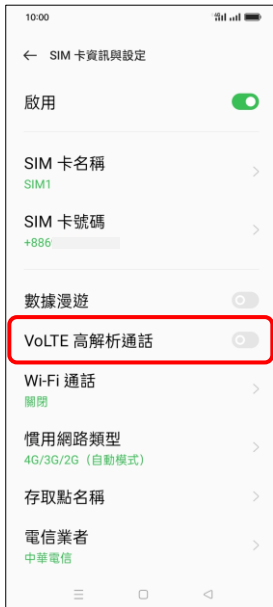 10:00
← SIM 卡資訊與設定
啟用
SIM 卡名稱
SIM1
SIM 卡號碼
+886
數據漫遊
VoLTE 高解析通話
Wi-Fi 通話
關閉
慣用網路類型
4G/3G/2G（自動模式）
存取點名稱
電信業者
中華電信